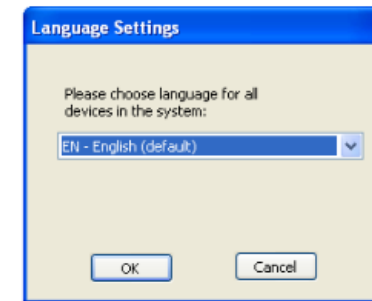 Language Settings
Please choose language for all
devices in the system:
EN - English (default)
OK
Cancel